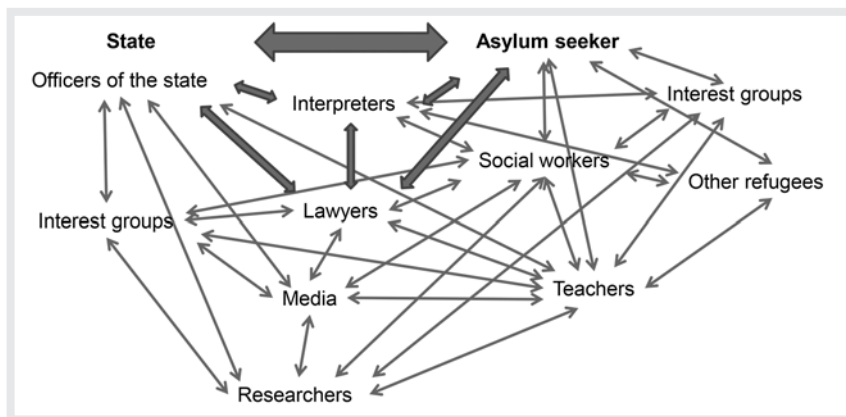 State
Asylum seeker
Officers of the state
Interpreters
Interest groups
Social workers
Other refugees
Interest groups
Lawyers
Media
Teachers
Researchers